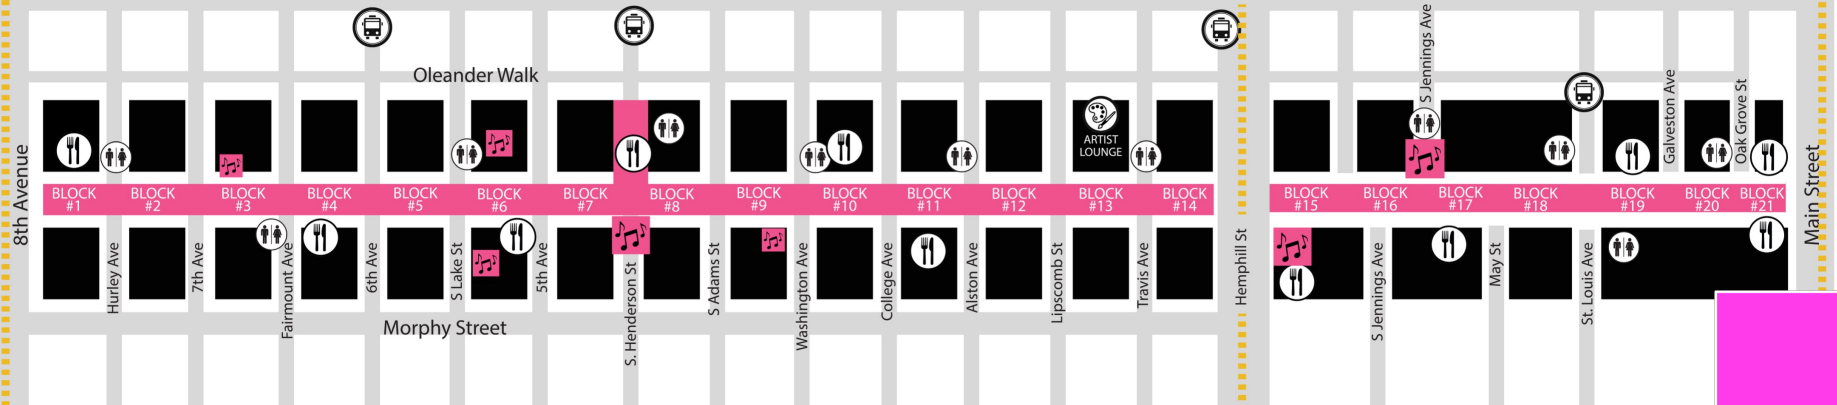 S Jennings Ave
Oleander Walk
Galveston Ave
Oak Grove St
ARTIST
LOUNGE
8th Avenue
Main Street
BLOCK
#1
BLOCK
#2
BLOCK
#3
BLOCK
#4
BLOCK
#5
BLOCK
#6
BLOCK
#7
BLOCK
#8
BLOCK
#9
BLOCK
#10
BLOCK
#11
BLOCK
#12
BLOCK
#13
BLOCK
#14
BLOCK
#15
BLOCK
#16
BLOCK
#17
BLOCK
#18
BLOCK
#19
BLOCK
#20
BLOCK
#21
Hurley Ave
7th Ave
Fairmount Ave
6th Ave
S Lake St
5th Ave
S. Henderson St
S Adams St
Washington Ave
College Ave
Alston Ave
Lipscomb St
Travis Ave
Hemphill St
S Jennings Ave
May St
St. Louis Ave
Morphy Street